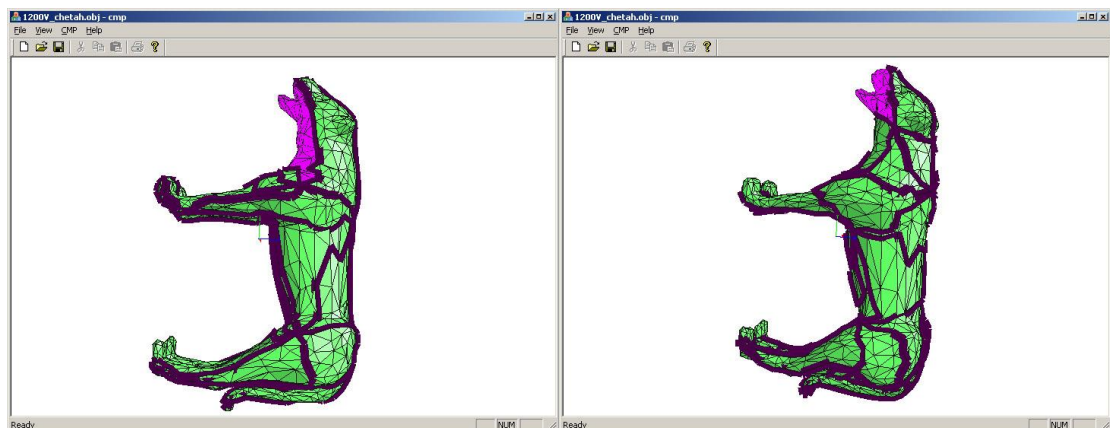 1200V_chetah.obj - cmp
File View CMP Help
Ready
NUM
1200V_chetah.obj - cmp
File View CMP Help
Ready
NUM